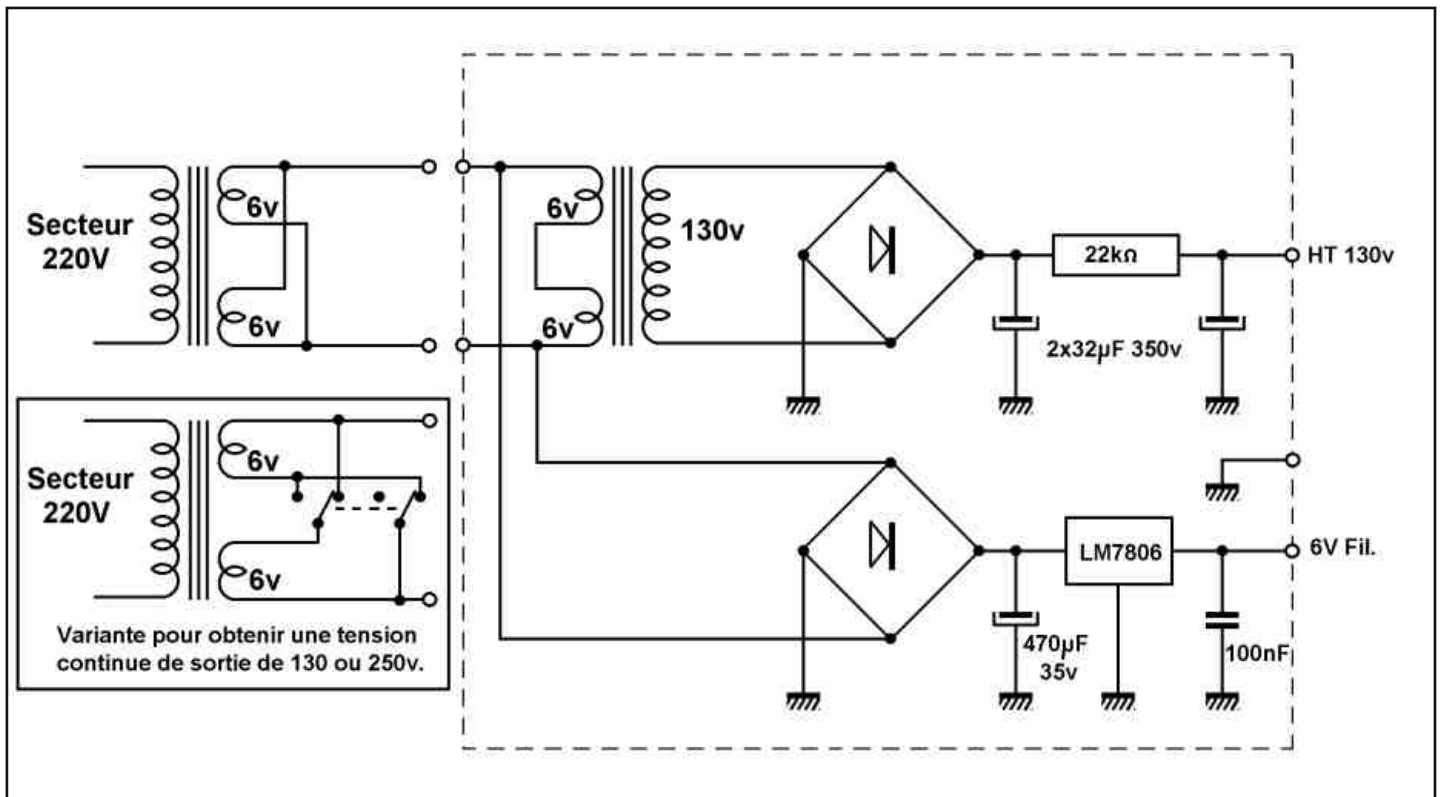 Secteur
220V
6v
6v
6v
6v
130v
22kΩ
HT 130v
2x32µF 350v
Secteur
220V
6v
6v
Variante pour obtenir une tension
continue de sortie de 130 ou 250v.
LM7806
6V Fil.
470µF
35v
100nF